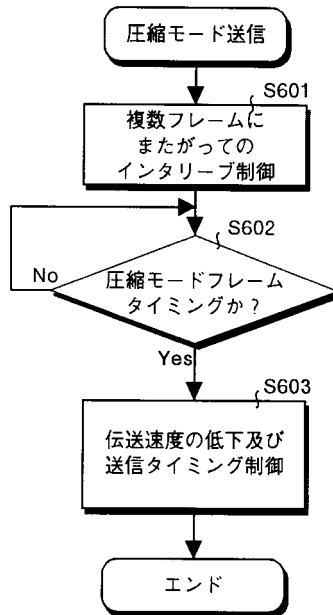 圧縮モード送信
S601
複数フレームに
またがっての
インタリーブ制御
S602
圧縮モードフレーム
タイミングか？
No
Yes
S603
伝送速度の低下及び
送信タイミング制御
エンド